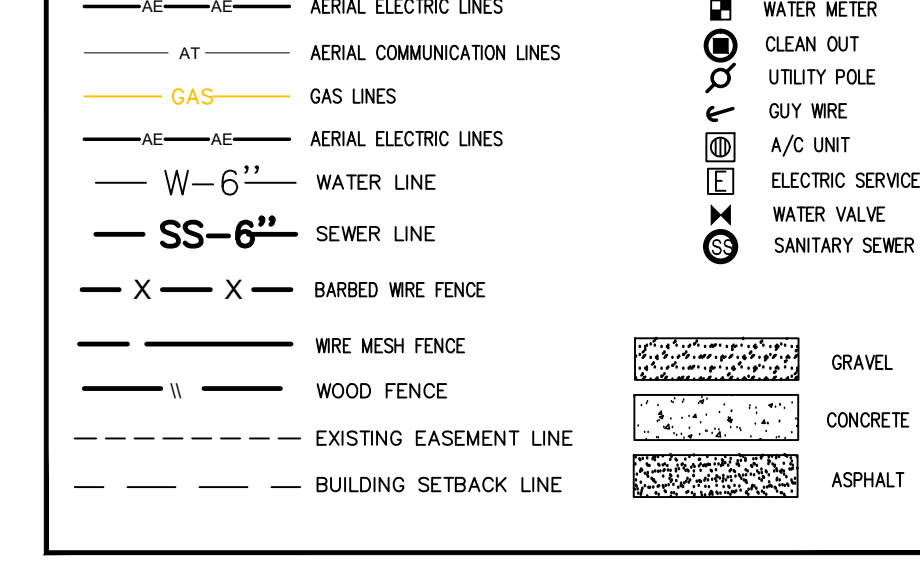 AE AE AERIAL ELECTRIC LINES
AT AERIAL COMMUNICATION LINES
GAS GAS LINES
AE AE AERIAL ELECTRIC LINES
W-6’’ WATER LINE
SS-6’’ SEWER LINE
X X BARBED WIRE FENCE
WIRE MESH FENCE
\\ WOOD FENCE
EXISTING EASEMENT LINE
BUILDING SETBACK LINE
WATER METER
CLEAN OUT
UTILITY POLE
GUY WIRE
A/C UNIT
E ELECTRIC SERVICE
WATER VALVE
SS SANITARY SEWER
GRAVEL
CONCRETE
ASPHALT